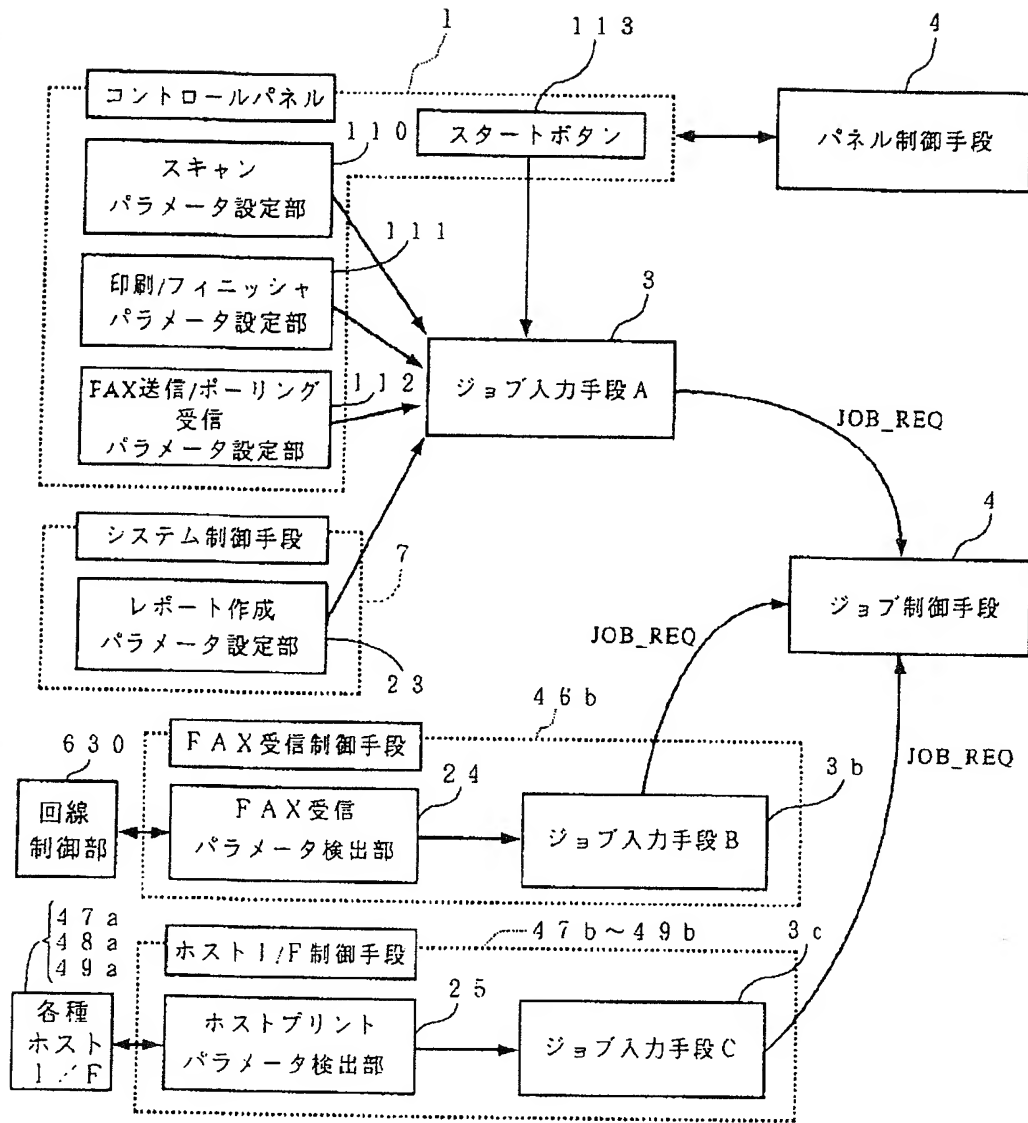 1
113
4
コントロールパネル
スタートボタン
パネル制御手段
110
スキャン
パラメータ設定部
111
印刷/フィニッシャ
パラメータ設定部
3
ジョブ入力手段A
112
FAX送信/ポーリング
受信
パラメータ設定部
JOB_REQ
システム制御手段
7
4
レポート作成
パラメータ設定部
ジョブ制御手段
JOB_REQ
23
46b
630
FAX受信制御手段
JOB_REQ
24
3b
回線
制御部
FAX受信
パラメータ検出部
ジョブ入力手段B
47a
48a
49a
47b~49b
3c
ホストI/F制御手段
25
各種
ホスト
I/F
ホストプリント
パラメータ検出部
ジョブ入力手段C